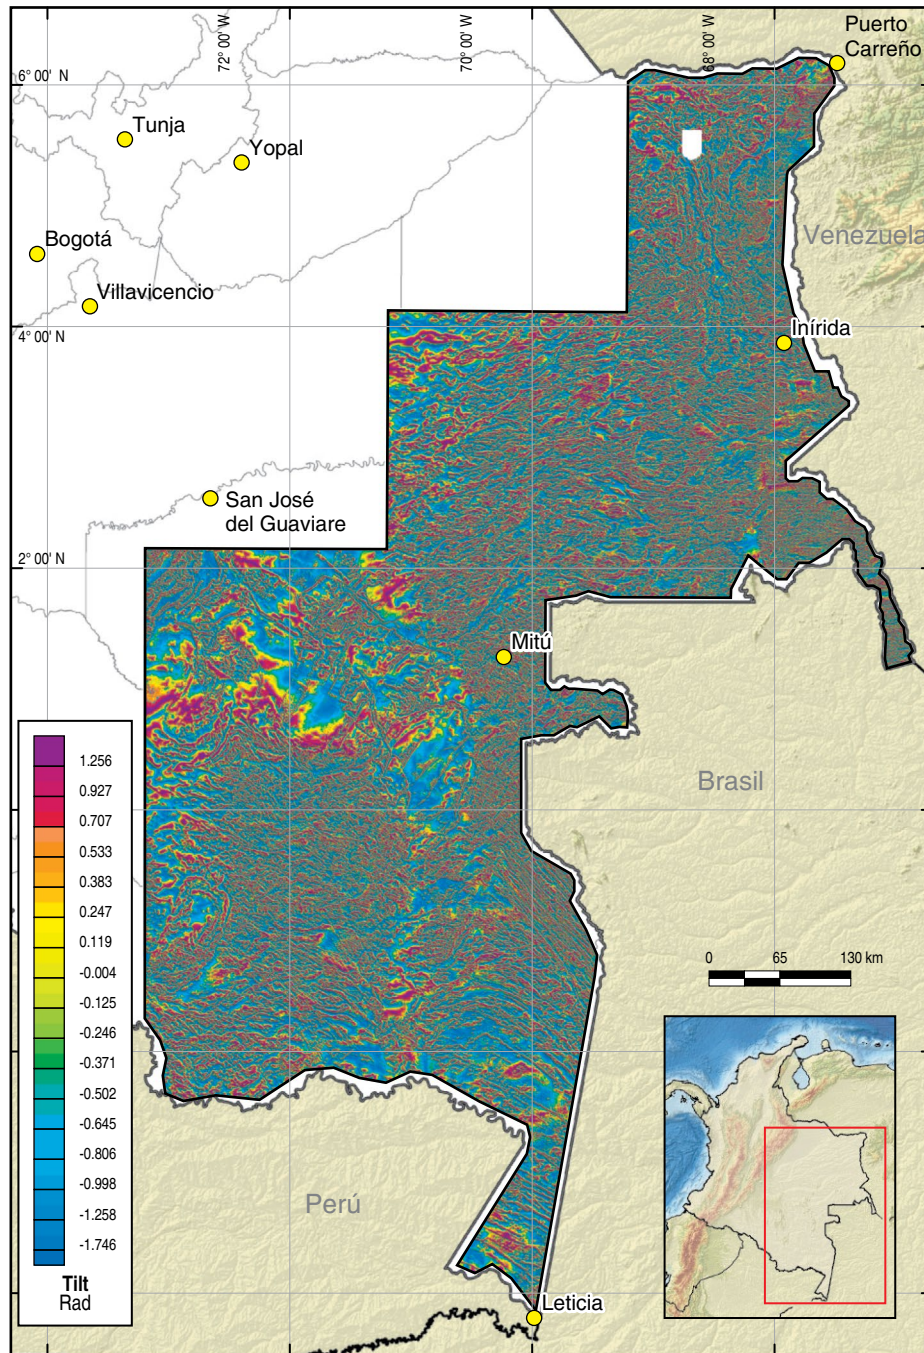 72° 00' W
70° 00' W
68° 00' W
Puerto
Carreño
6° 00' N
Tunja
Yopal
Bogotá
Venezuela
Villavicencio
4° 00' N
Inírida
San José
del Guaviare
2° 00' N
Mitú
Brasil
1.256
0.927
0.707
0.533
0.383
0.247
0.119
-0.004
-0.125
-0.246
-0.371
-0.502
-0.645
-0.806
-0.998
-1.258
-1.746
Tilt
Rad
0 65 130 km
Perú
Leticia